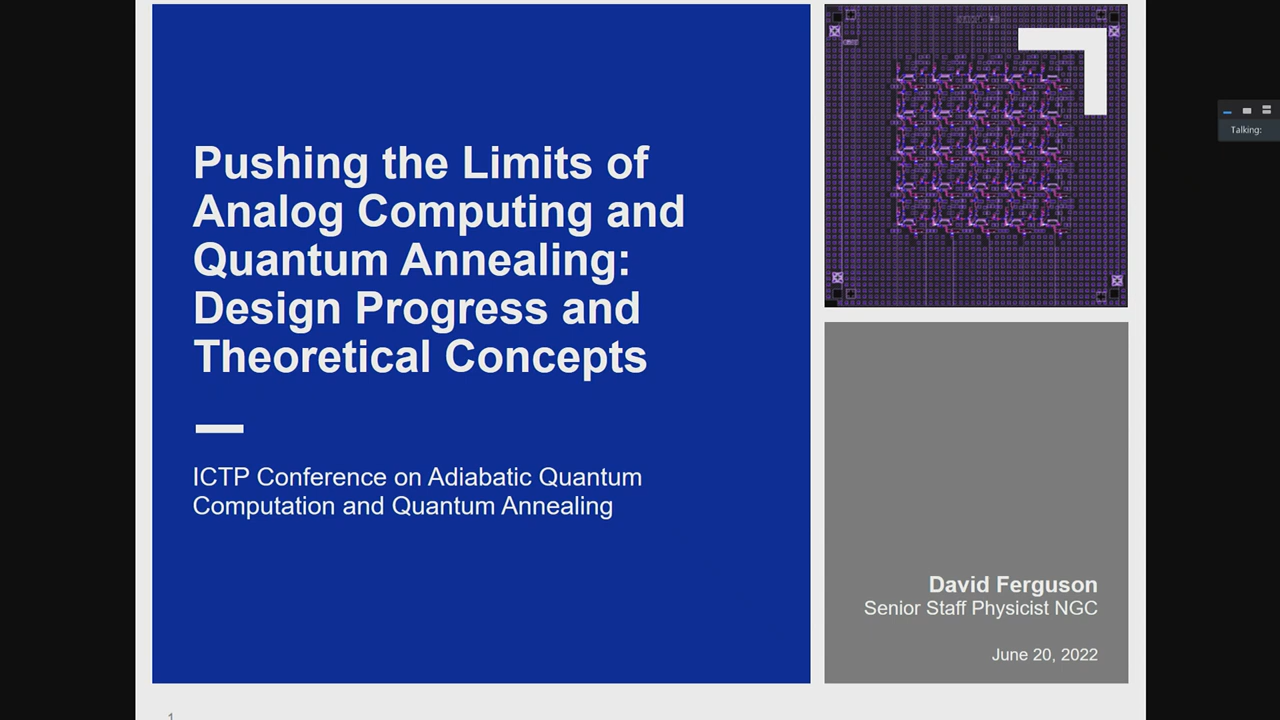 Pushing the Limits of
Analog Computing and
Quantum Annealing:
Design Progress and
Theoretical Concepts
ICTP Conference on Adiabatic Quantum
Computation and Quantum Annealing
David Ferguson
Senior Staff Physicist NGC
June 20, 2022
1
Talking: